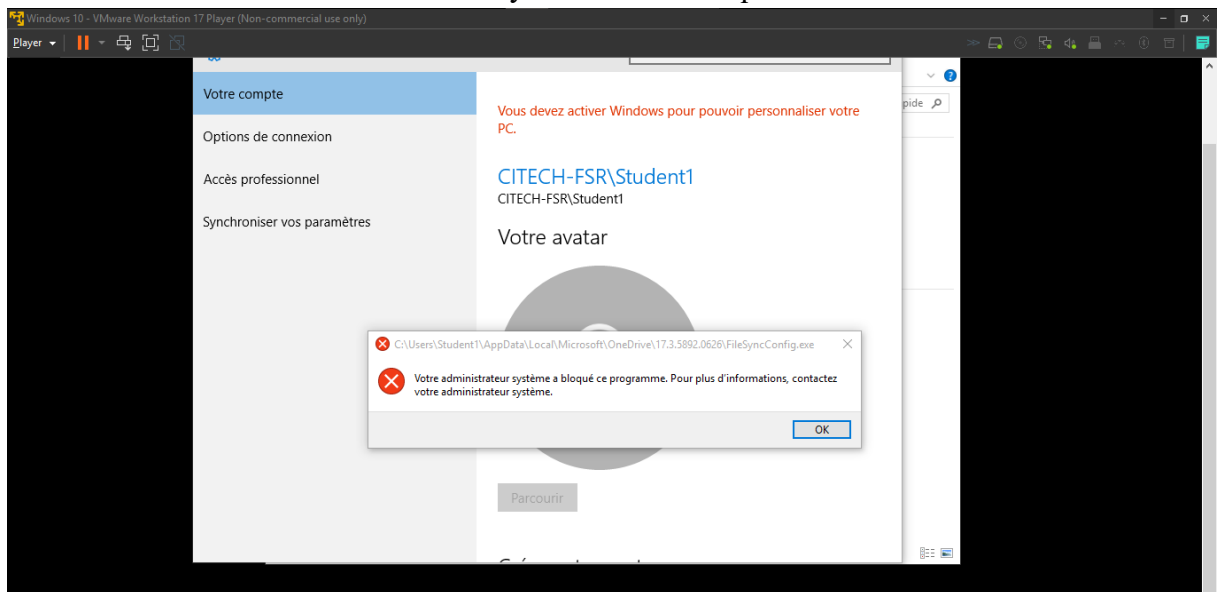 Windows 10 - VMware Workstation 17 Player (Non-commercial use only)
Player
Votre compte
Options de connexion
Accès professionnel
Synchroniser vos paramètres
pide
Vous devez activer Windows pour pouvoir personnaliser votre
PC.
CITECH-FSR\Student1
CITECH-FSR\Student1
Votre avatar
C:\Users\Student1\AppData\Local\Microsoft\OneDrive\17.3.5892.0626\FileSyncConfig.exe
Votre administrateur système a bloqué ce programme. Pour plus d'informations, contactez
votre administrateur système.
OK
Parcourir